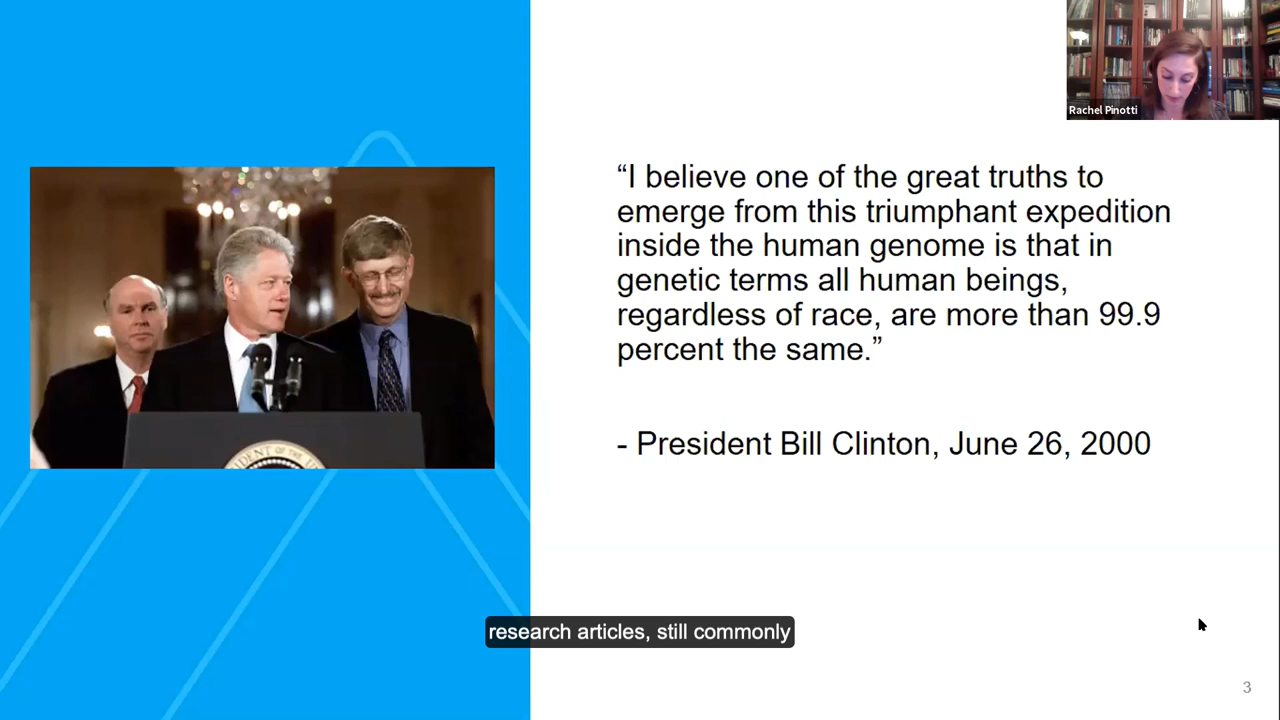 Rachel Pinotti
“I believe one of the great truths to
emerge from this triumphant expedition
inside the human genome is that in
genetic terms all human beings,
regardless of race, are more than 99.9
percent the same.”
- President Bill Clinton, June 26, 2000
research articles, still commonly
3